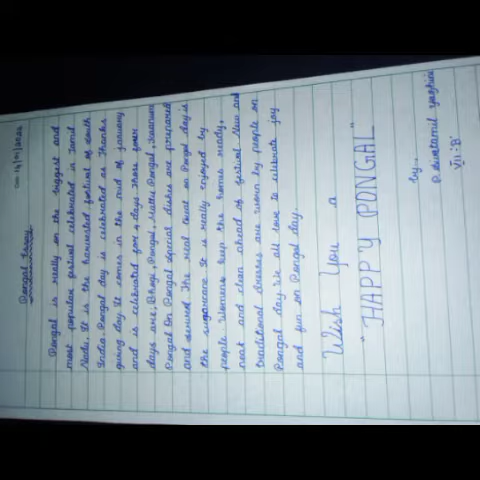 on 14/01/2022
Pongal Essay
Pongal is really on the biggest and
most popular festival celebrated in Tamil
Nadu. It is the harvested festival of South
India. Pongal day is celebrated as Thanks
giving day It comes in the mid of january
and is celebrated for 4 days. Those four
days are, Bhogi, Pongal, Mattu Pongal, Kaanum
Pongal On Pongal special dishes are prepared
and served The real treat on Pongal day is
the sugarcane It is really enjoyed by
people Womens keep the homes ready,
neat and clean ahead of festival New and
traditional dresses are worn by people on
Pongal day We all love to celebrate joy
and fun on Pongal day.
Wish You a
"HAPPY PONGAL"
by,
VII-'B'